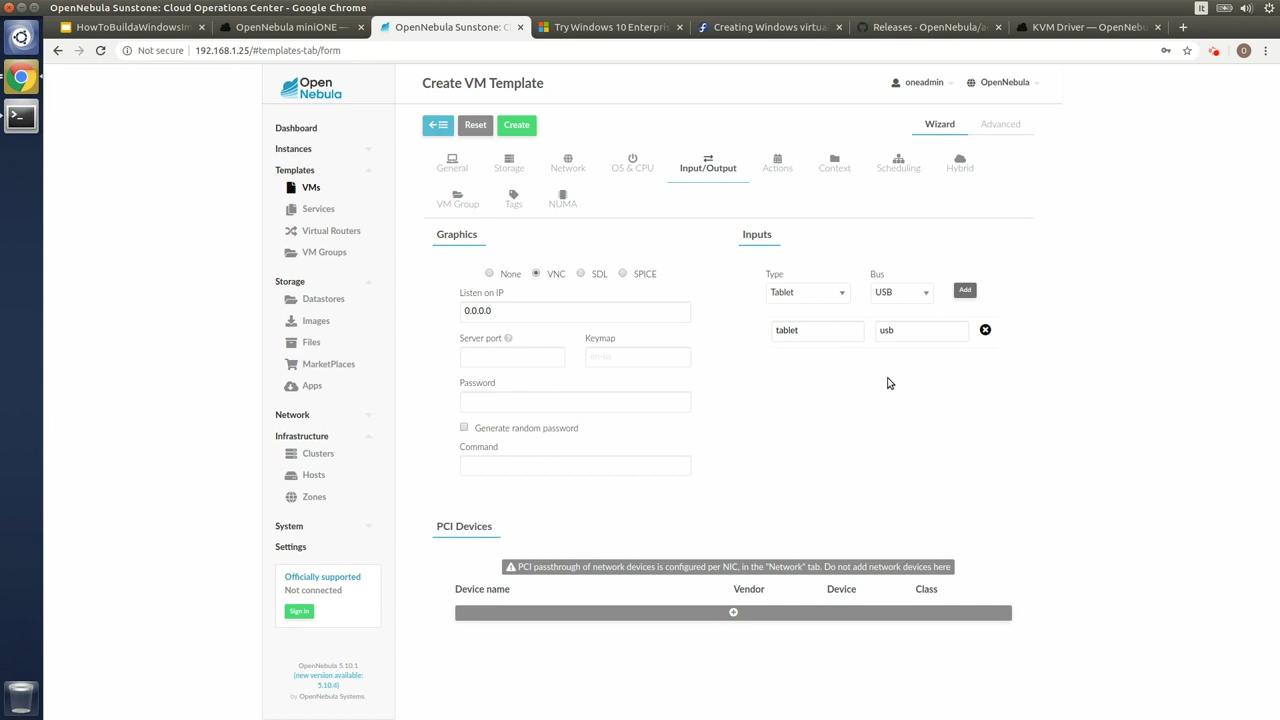 OpenNebula Sunstone: Cloud Operations Center - Google Chrome
HowToBuildaWindowsIm
OpenNebula miniONE —
OpenNebula Sunstone: Cl
Try Windows 10 Enterpris
Creating Windows virtua
Releases · OpenNebula/ad
KVM Driver — OpenNebu
Not secure
192.168.1.25/#templates-tab/form
Open
Nebula
Create VM Template
oneadmin
OpenNebula
Reset
Create
Wizard
Advanced
Dashboard
Instances
Templates
VMs
Services
Virtual Routers
VM Groups
Storage
Datastores
Images
Files
MarketPlaces
Apps
Network
Infrastructure
Clusters
Hosts
Zones
System
Settings
Officially supported
Not connected
Sign in
OpenNebula 5.10.1
(new version available:
5.10.4)
by OpenNebula Systems.
General
Storage
Network
OS & CPU
Input/Output
Actions
Context
Scheduling
Hybrid
VM Group
Tags
NUMA
Graphics
None
VNC
SDL
SPICE
Listen on IP
0.0.0.0
Server port
Keymap
en-us
Password
Generate random password
Command
Inputs
Type
Bus
Tablet
USB
Add
tablet
usb
PCI Devices
PCI passthrough of network devices is configured per NIC, in the "Network" tab. Do not add network devices here
Device name
Vendor
Device
Class